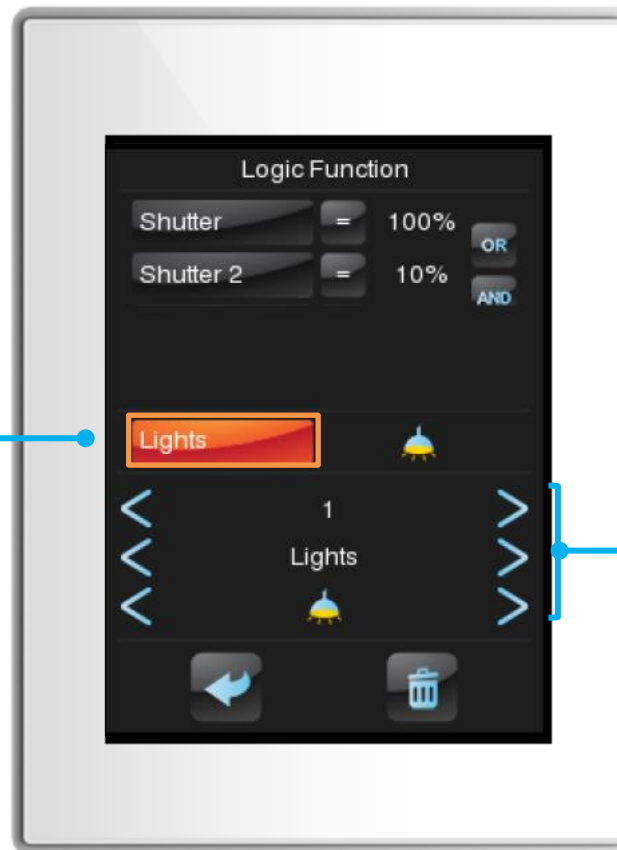 Logic Function
Shutter = 100%
OR
Shutter 2 = 10%
AND
Lights
1
Lights